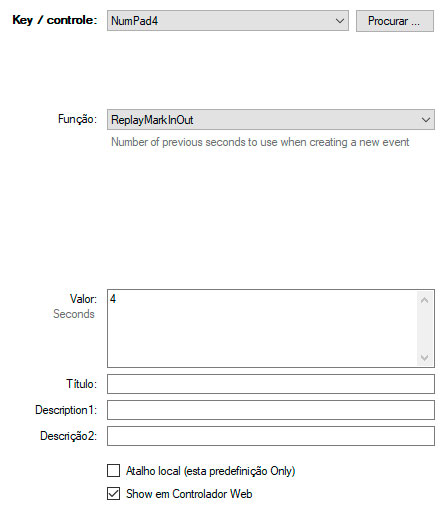 Key / controle: NumPad4 Procurar ...
Função: ReplayMarkInOut
Number of previous seconds to use when creating a new event
Valor: 4
Seconds
Título:
Description1:
Descrição2:
Atalho local (esta predefinição Only)
Show em Controlador Web